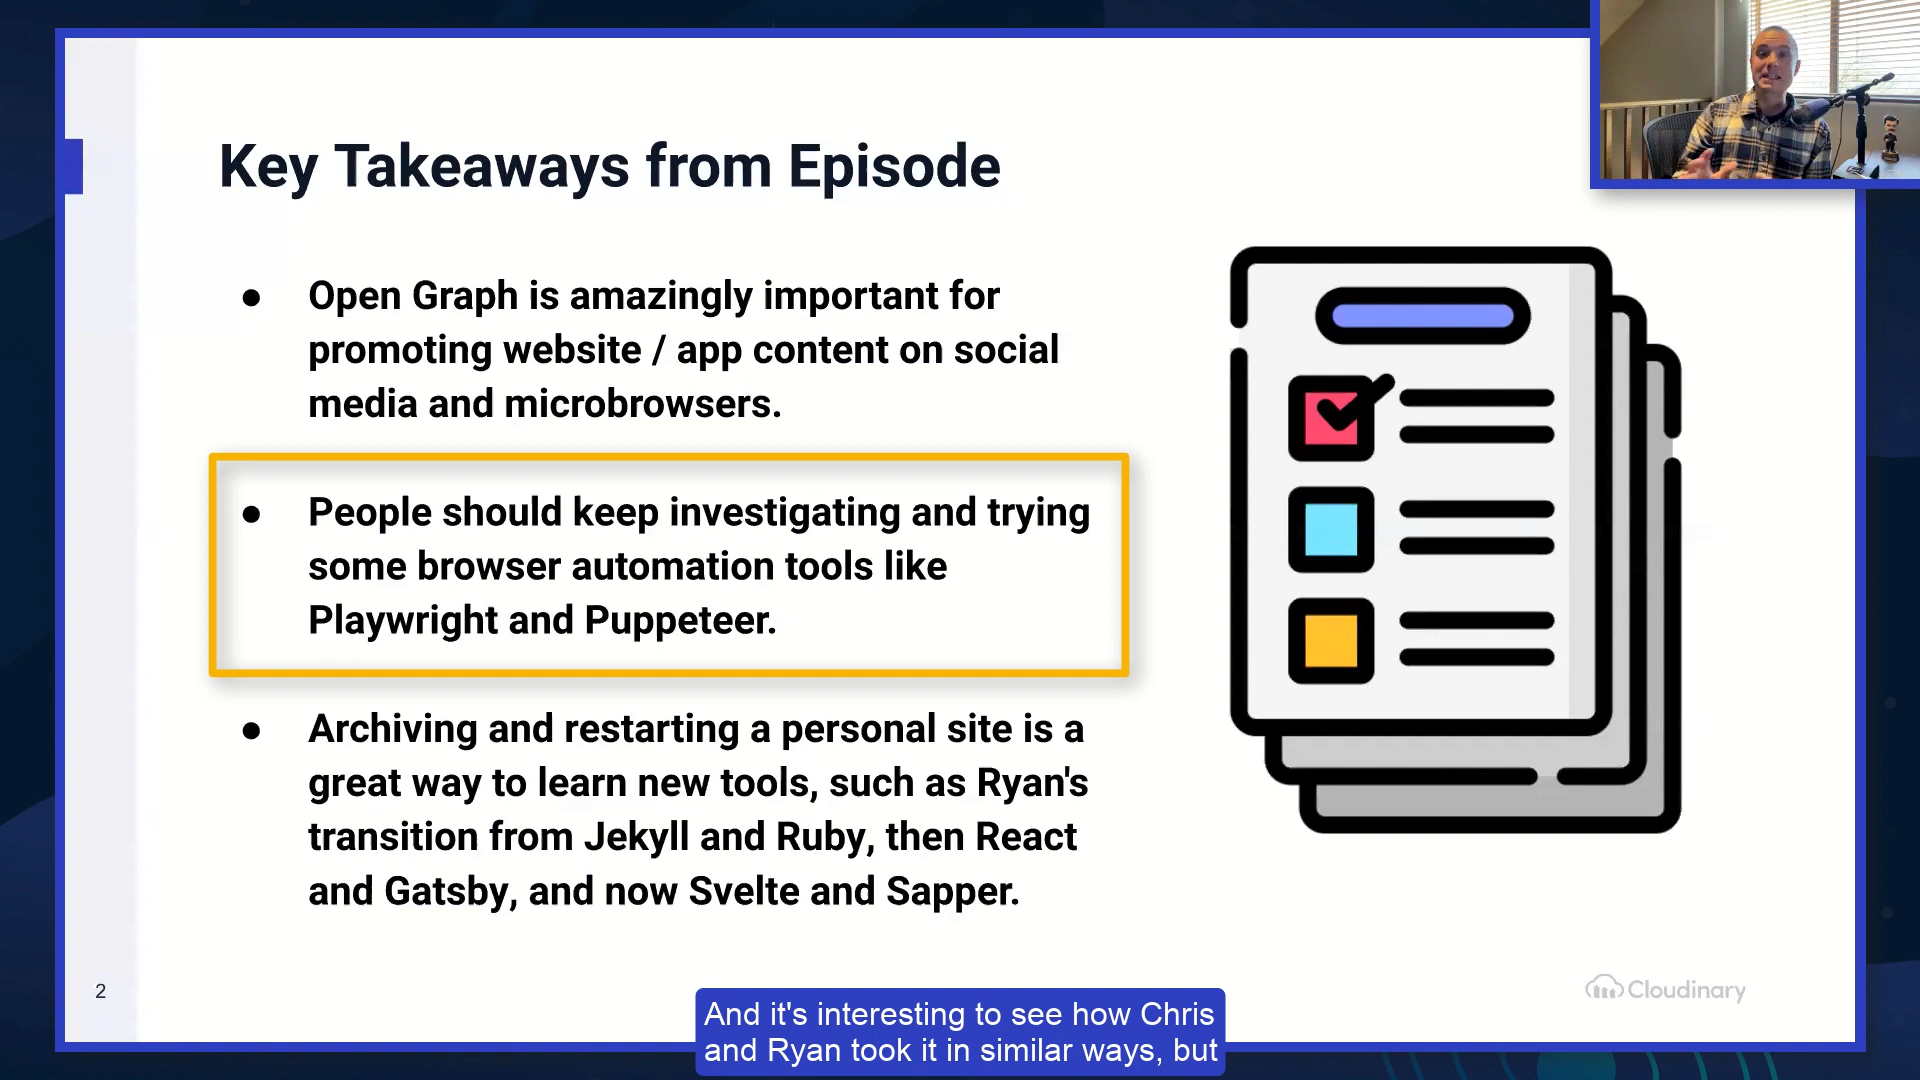 Key Takeaways from Episode
● Open Graph is amazingly important for
promoting website / app content on social
media and microbrowsers.
● People should keep investigating and trying
some browser automation tools like
Playwright and Puppeteer.
● Archiving and restarting a personal site is a
great way to learn new tools, such as Ryan's
transition from Jekyll and Ruby, then React
and Gatsby, and now Svelte and Sapper.
2
Cloudinary
And it's interesting to see how Chris
and Ryan took it in similar ways, but